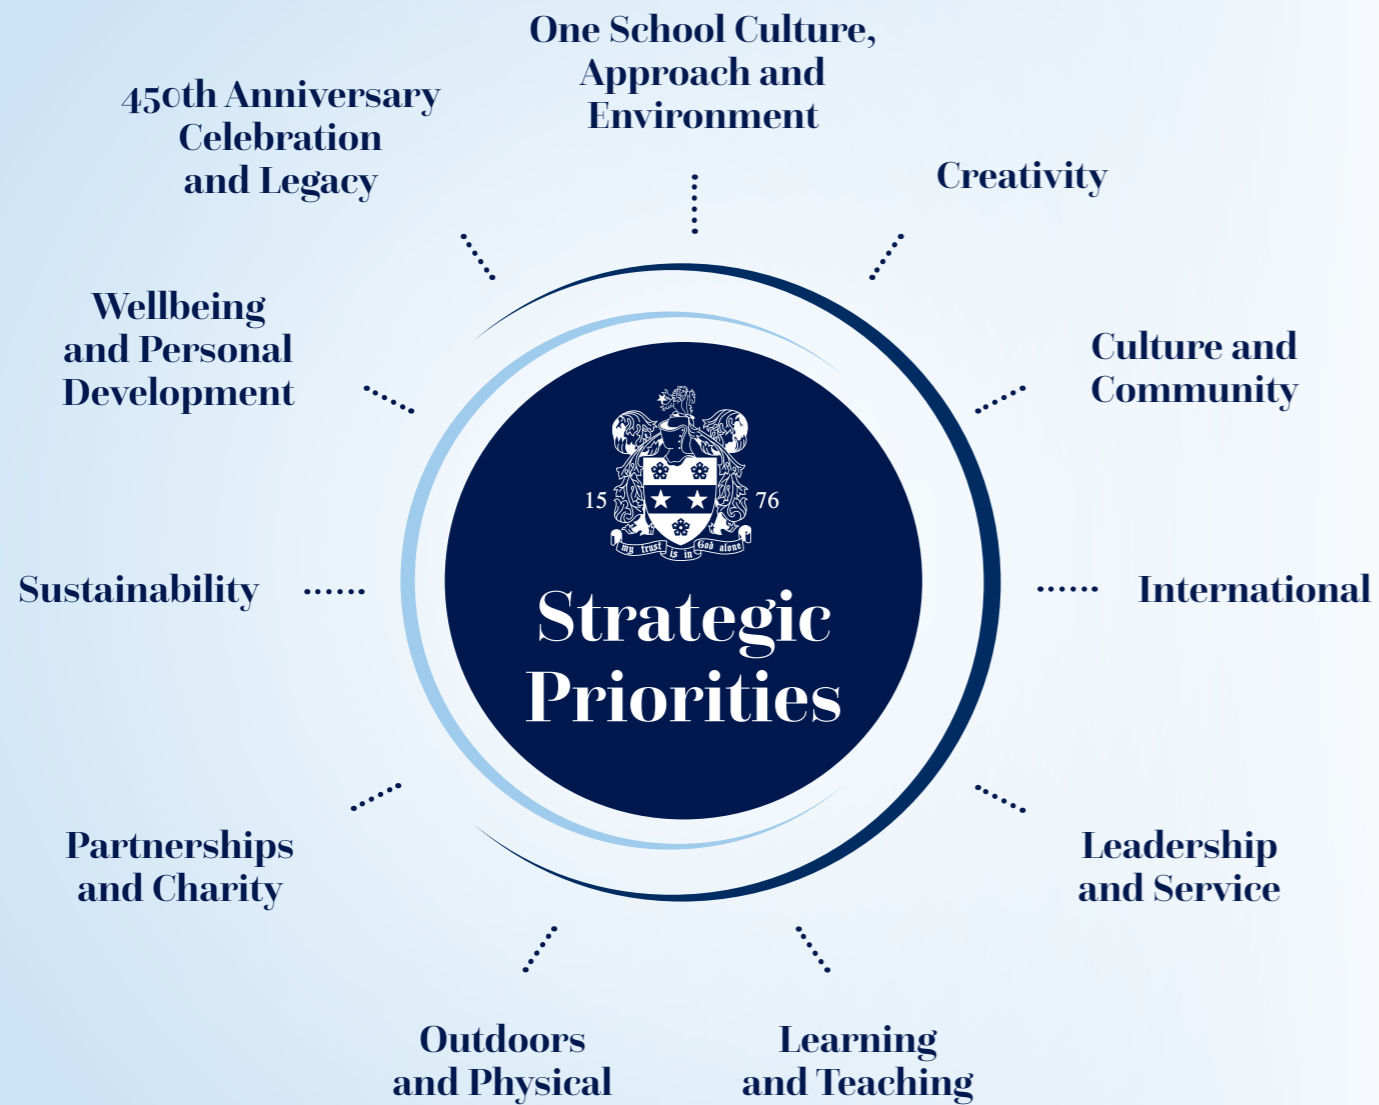 One School Culture,
Approach and
Environment
450th Anniversary
Celebration
and Legacy
Creativity
Wellbeing
and Personal
Development
Culture and
Community
15 76
my trust is in God alone
Strategic
Priorities
Sustainability
International
Partnerships
and Charity
Leadership
and Service
Outdoors
and Physical
Learning
and Teaching